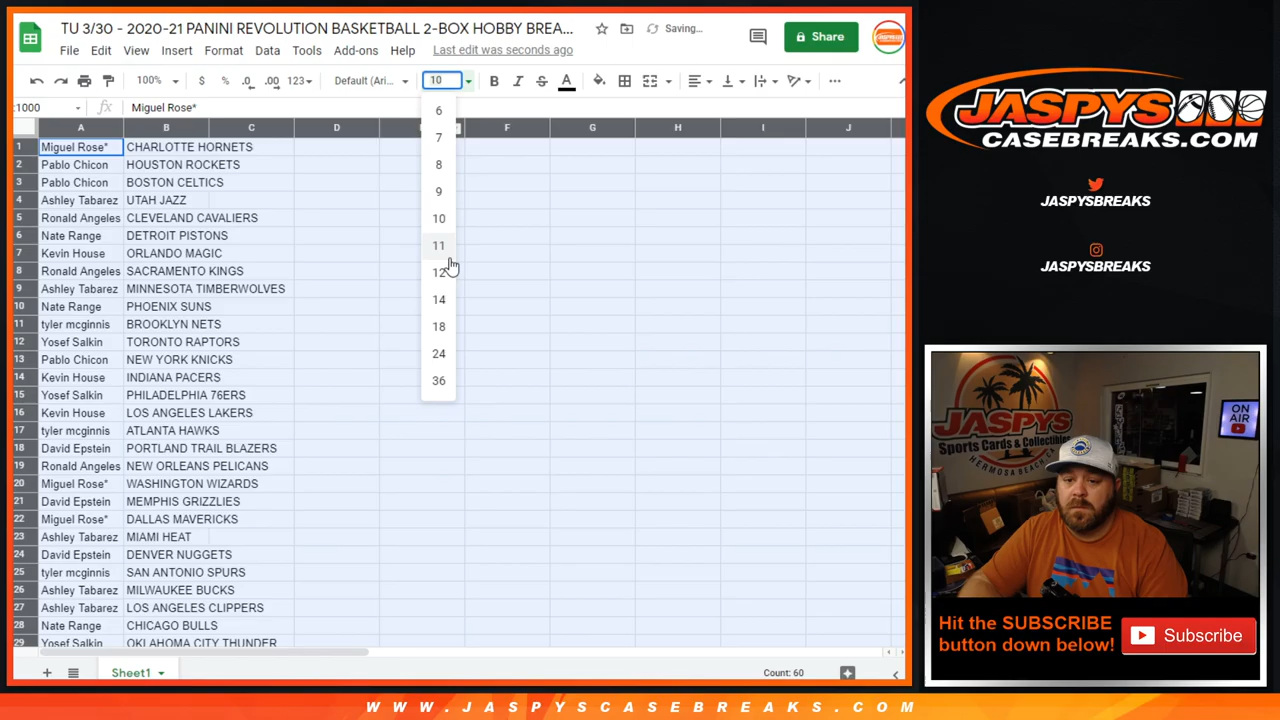 TU 3/30 - 2020-21 PANINI REVOLUTION BASKETBALL 2-BOX HOBBY BREA...
Saving...
File Edit View Insert Format Data Tools Add-ons Help Last edit was seconds ago
Share
100% $ % .0 .00 123 Default (Ari... 10 B I S A
:1000 fx Miguel Rose*
A B C D F G H I J
1 Miguel Rose* CHARLOTTE HORNETS
2 Pablo Chicon HOUSTON ROCKETS
3 Pablo Chicon BOSTON CELTICS
4 Ashley Tabarez UTAH JAZZ
5 Ronald Angeles CLEVELAND CAVALIERS
6 Nate Range DETROIT PISTONS
7 Kevin House ORLANDO MAGIC
8 Ronald Angeles SACRAMENTO KINGS
9 Ashley Tabarez MINNESOTA TIMBERWOLVES
10 Nate Range PHOENIX SUNS
11 tyler mcginnis BROOKLYN NETS
12 Yosef Salkin TORONTO RAPTORS
13 Pablo Chicon NEW YORK KNICKS
14 Kevin House INDIANA PACERS
15 Yosef Salkin PHILADELPHIA 76ERS
16 Kevin House LOS ANGELES LAKERS
17 tyler mcginnis ATLANTA HAWKS
18 David Epstein PORTLAND TRAIL BLAZERS
19 Ronald Angeles NEW ORLEANS PELICANS
20 Miguel Rose* WASHINGTON WIZARDS
21 David Epstein MEMPHIS GRIZZLIES
22 Miguel Rose* DALLAS MAVERICKS
23 Ashley Tabarez MIAMI HEAT
24 David Epstein DENVER NUGGETS
25 tyler mcginnis SAN ANTONIO SPURS
26 Ashley Tabarez MILWAUKEE BUCKS
27 Ashley Tabarez LOS ANGELES CLIPPERS
28 Nate Range CHICAGO BULLS
29 Yosef Salkin OKLAHOMA CITY THUNDER
6
7
8
9
10
11
12
14
18
24
36
Sheet1
Count: 60
JASPYS
CASEBREAKS.COM
JASPYSBREAKS
JASPYSBREAKS
JASPYS
Sports Cards & Collectibles
HERMOSA BEACH CA
ON
AIR
Hit the SUBSCRIBE
button down below!
Subscribe
WWW.JASPYSCASEBREAKS.COM